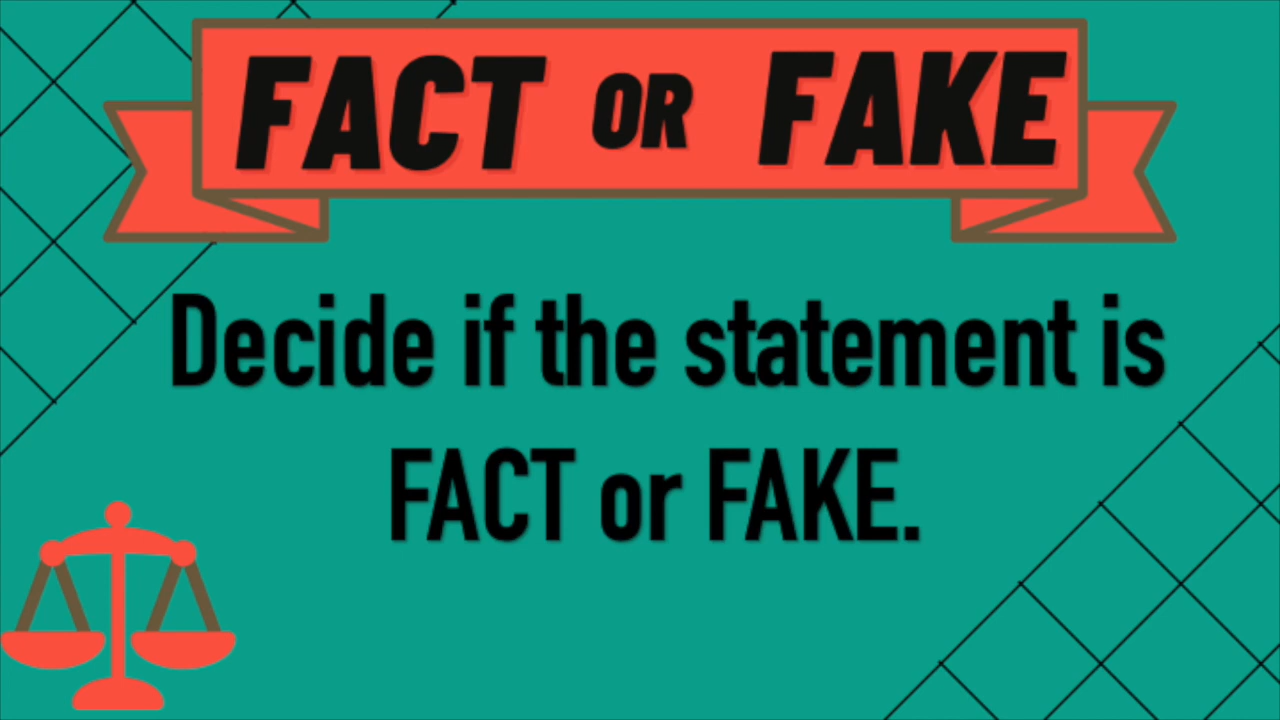 FACT OR FAKE
Decide if the statement is
FACT or FAKE.